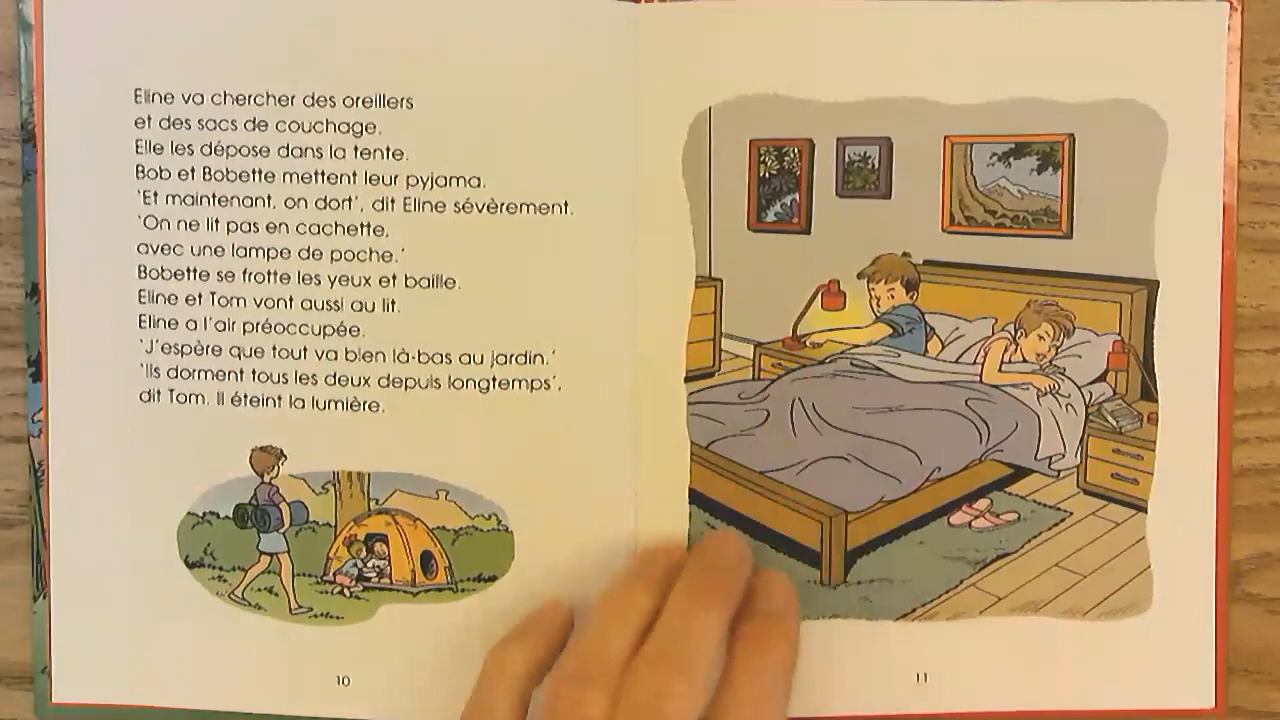 Eline va chercher des oreillers
et des sacs de couchage.
Elle les dépose dans la tente.
Bob et Bobette mettent leur pyjama.
‘Et maintenant, on dort’, dit Eline sévèrement.
‘On ne lit pas en cachette,
avec une lampe de poche.’
Bobette se frotte les yeux et baille.
Eline et Tom vont aussi au lit.
Eline a l’air préoccupée.
‘J’espère que tout va bien là-bas au jardin.’
‘Ils dorment tous les deux depuis longtemps’,
dit Tom. Il éteint la lumière.
10
11